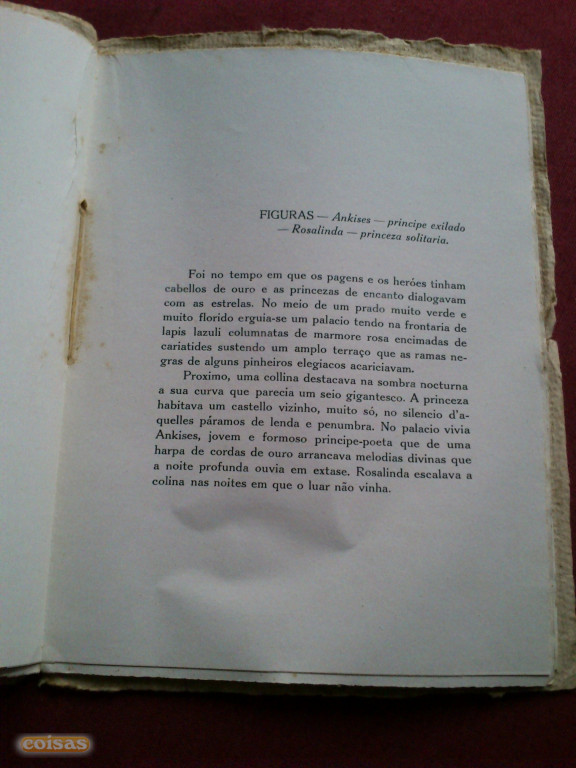 FIGURAS — Ankises — principe exilado
— Rosalinda — princeza solitaria.
Foi no tempo em que os pagens e os heróes tinham
cabellos de ouro e as princezas de encanto dialogavam
com as estrelas. No meio de um prado muito verde e
muito florido erguia-se um palacio tendo na frontaria de
lapis lazuli columnatas de marmore rosa encimadas de
cariatides sustendo um amplo terraço que as ramas ne-
gras de alguns pinheiros elegiacos acariciavam.
Proximo, uma collina destacava na sombra nocturna
a sua curva que parecia um seio gigantesco. A princeza
habitava um castello vizinho, muito só, no silencio d'a-
quelles páramos de lenda e penumbra. No palacio vivia
Ankises, jovem e formoso principe-poeta que de uma
harpa de cordas de ouro arrancava melodias divinas que
a noite profunda ouvia em extase. Rosalinda escalava a
colina nas noites em que o luar não vinha.
coisas